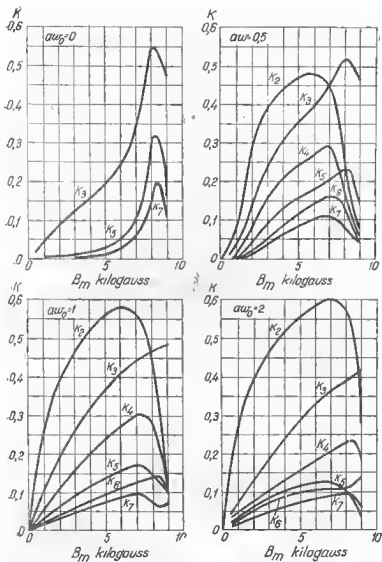 K
0,6
aw₀=0
0,5
0,4
0,3
0,2
K₃
0,1
K₅
K₇
0
5
10
Bₘ kilogauss
K
0,6
aw=0,5
K₂
0,5
K₃
0,4
K₄
0,3
K₅
0,2
K₆
0,1
K₇
0
5
10
Bₘ kilogauss
K
0,6
aw₀=1
K₂
0,5
K₃
0,4
K₄
0,3
0,2
K₅
K₆
0,1
K₇
0
5
10
Bₘ kilogauss
K
0,6
aw₀=2
K₂
0,5
0,4
K₃
0,3
K₄
0,2
K₅
0,1
K₆
K₇
0
5
10
Bₘ kilogauss